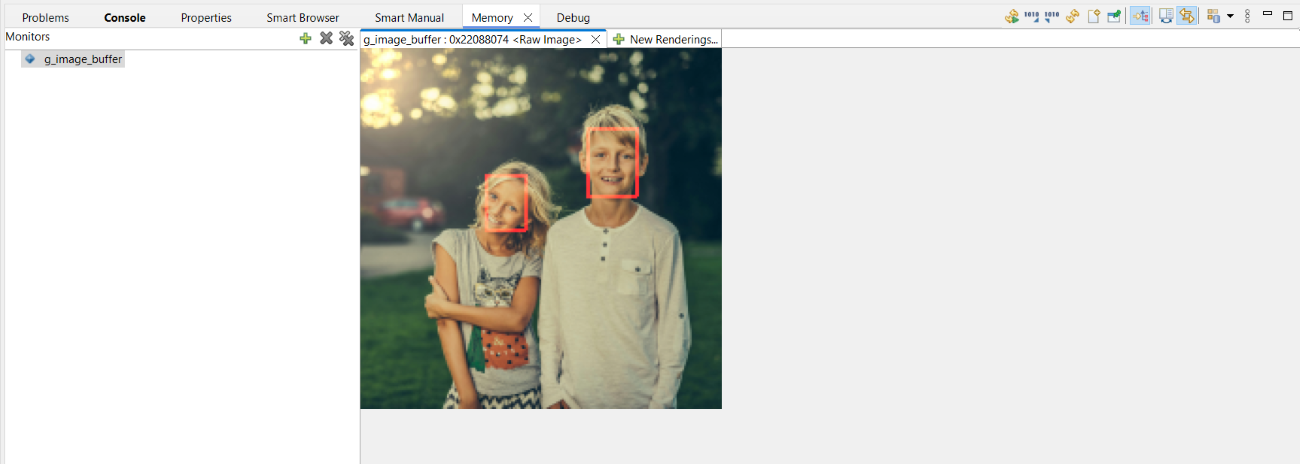 Problems Console Properties Smart Browser Smart Manual Memory Debug
Monitors
g_image_buffer : 0x22088074 <Raw Image> New Renderings...
g_image_buffer